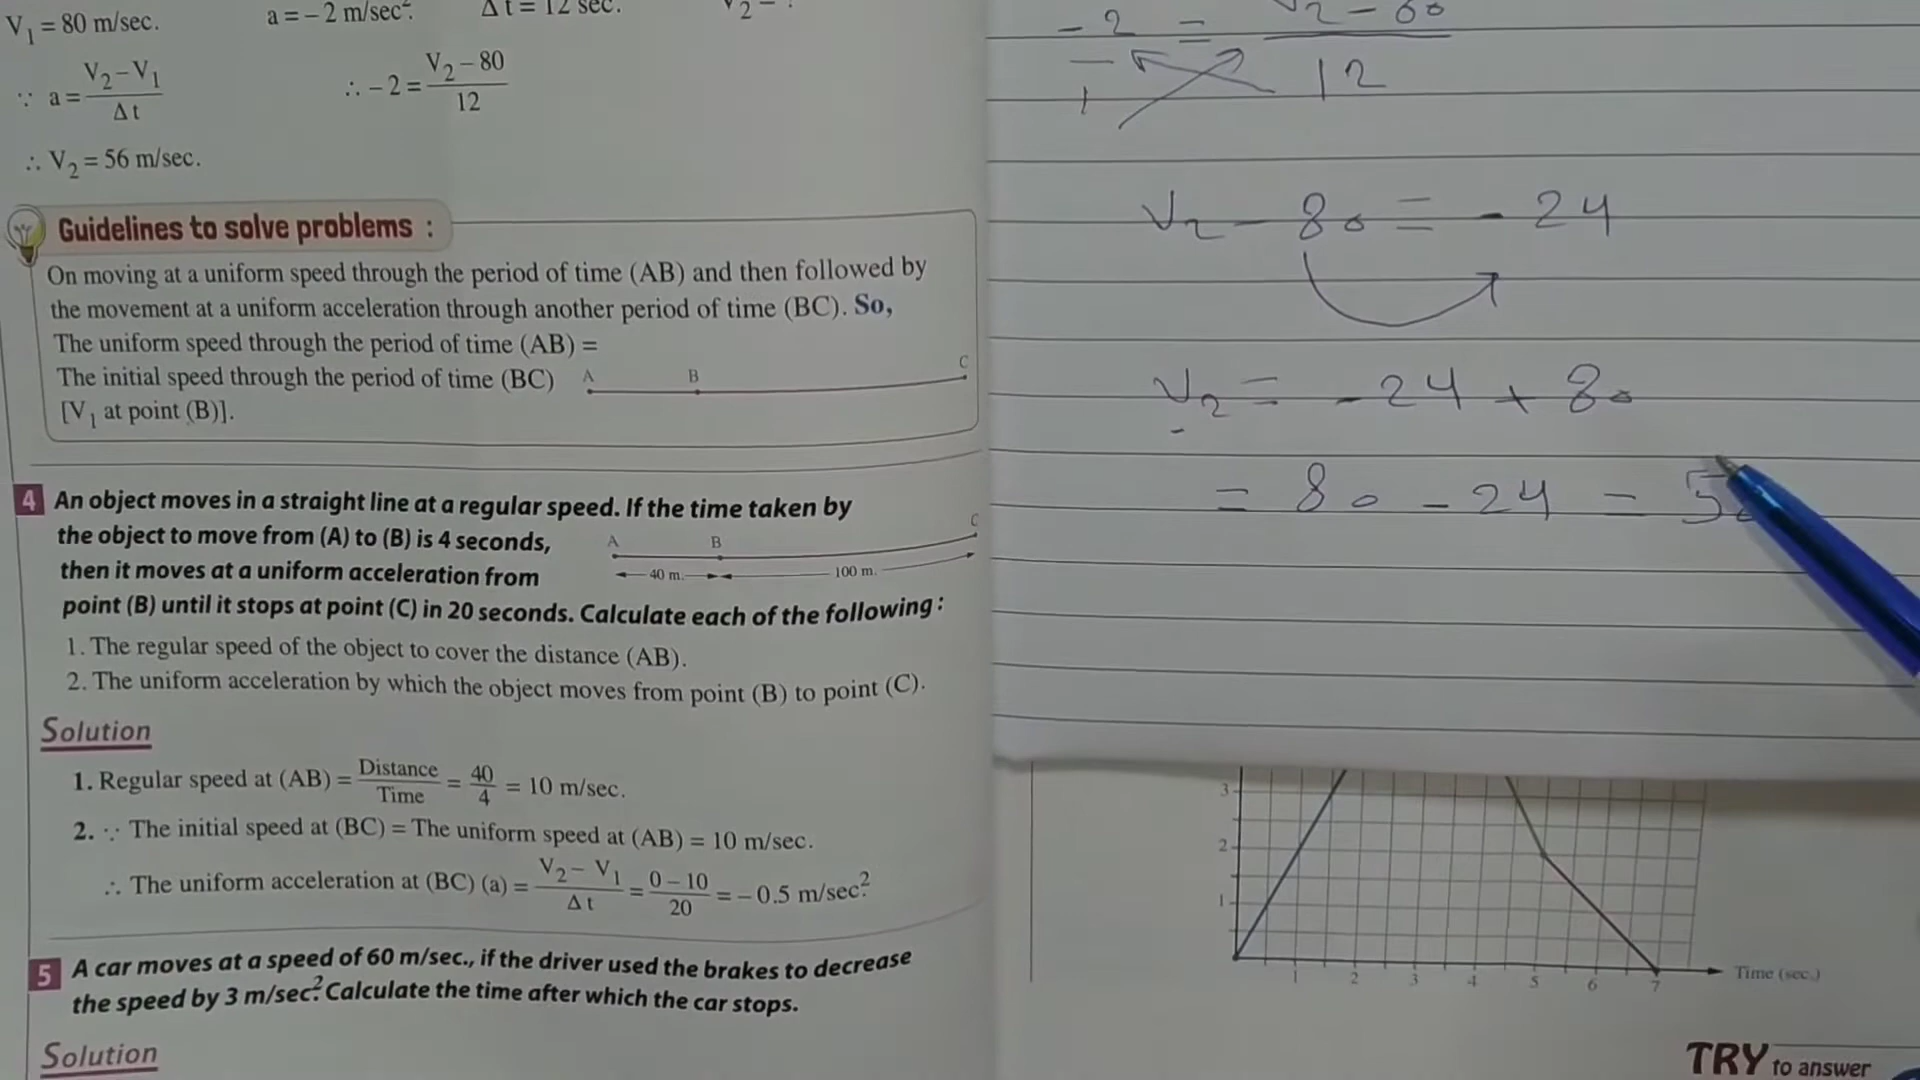 V₁ = 80 m/sec. a = – 2 m/sec². Δt = 12 sec. V₂ = ?
∵ a = (V₂ – V₁)/Δt ∴ – 2 = (V₂ – 80)/12
∴ V₂ = 56 m/sec.
Guidelines to solve problems :
On moving at a uniform speed through the period of time (AB) and then followed by
the movement at a uniform acceleration through another period of time (BC). So,
The uniform speed through the period of time (AB) =
The initial speed through the period of time (BC)
[V₁ at point (B)].
A B C
4 An object moves in a straight line at a regular speed. If the time taken by
the object to move from (A) to (B) is 4 seconds,
then it moves at a uniform acceleration from
point (B) until it stops at point (C) in 20 seconds. Calculate each of the following :
A B C
40 m. 100 m.
1. The regular speed of the object to cover the distance (AB).
2. The uniform acceleration by which the object moves from point (B) to point (C).
Solution
1. Regular speed at (AB) = Distance/Time = 40/4 = 10 m/sec.
2. ∵ The initial speed at (BC) = The uniform speed at (AB) = 10 m/sec.
∴ The uniform acceleration at (BC) (a) = (V₂ – V₁)/Δt = (0 – 10)/20 = – 0.5 m/sec².
5 A car moves at a speed of 60 m/sec., if the driver used the brakes to decrease
the speed by 3 m/sec². Calculate the time after which the car stops.
Solution
12
V₂ – 80 = - 24
V₂ = - 24 + 80
= 80 - 24 =
3
2
1
1 2 3 4 5 6 7
Time (sec.)
TRY to answer